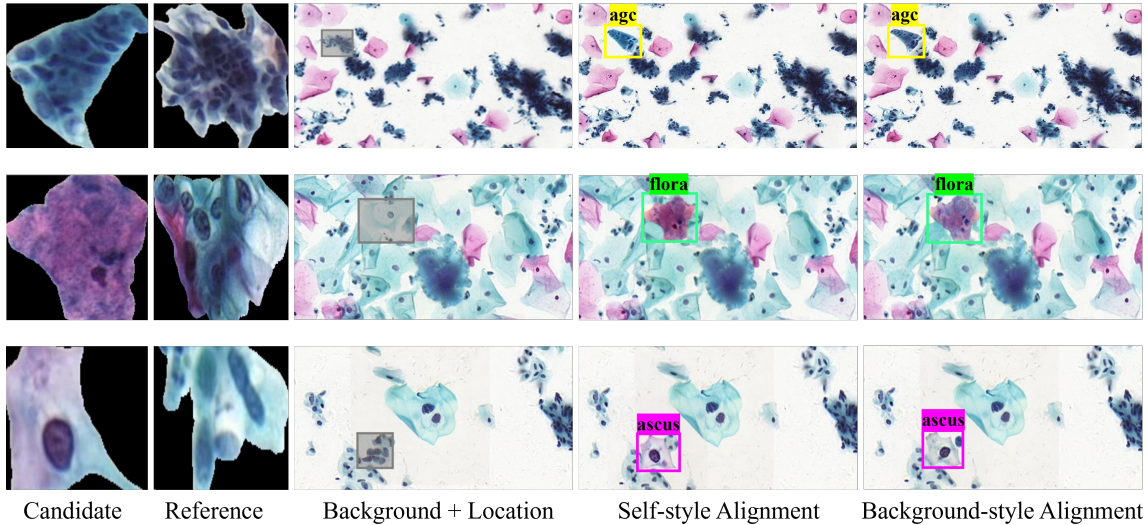 agc
agc
flora
flora
ascus
ascus
Candidate
Reference
Background + Location
Self-style Alignment
Background-style Alignment